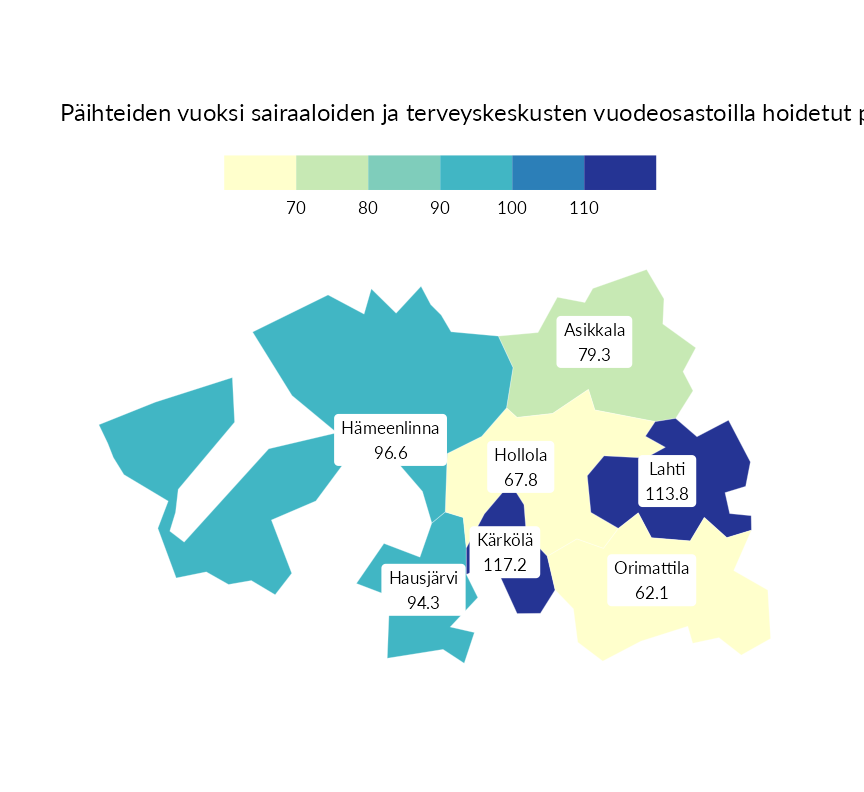 Päihteiden vuoksi sairaaloiden ja terveyskeskusten vuodeosastoilla hoidetut
70 80 90 100 110
Asikkala
79.3
Hämeenlinna
96.6
Hollola
67.8
Lahti
113.8
Kärkölä
117.2
Orimattila
62.1
Hausjärvi
94.3